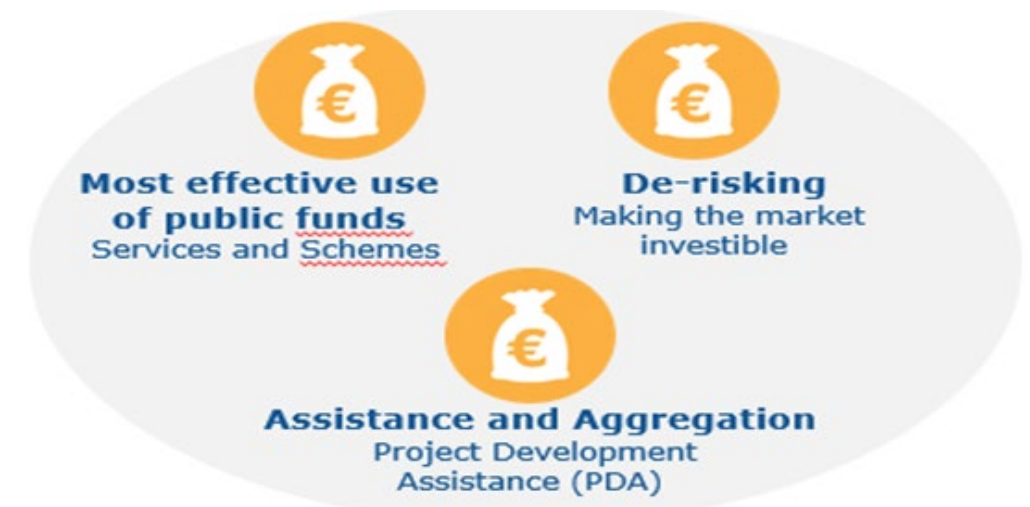 €
€
Most effective use
of public funds
Services and Schemes
De-risking
Making the market
investible
€
Assistance and Aggregation
Project Development
Assistance (PDA)